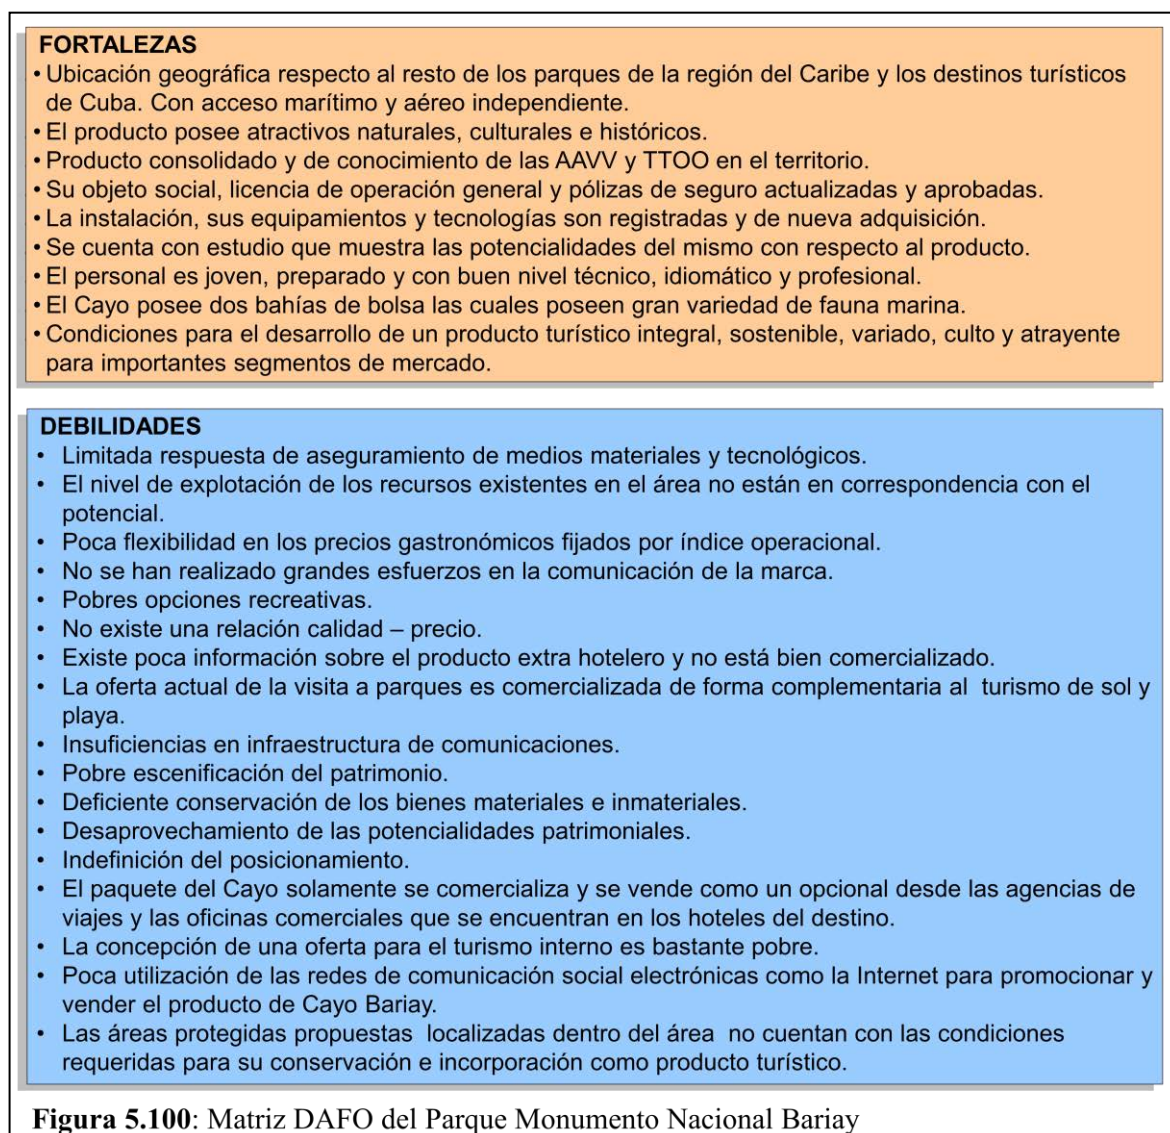 FORTALEZAS
• Ubicación geográfica respecto al resto de los parques de la región del Caribe y los destinos turísticos
de Cuba. Con acceso marítimo y aéreo independiente.
• El producto posee atractivos naturales, culturales e históricos.
• Producto consolidado y de conocimiento de las AAVV y TTOO en el territorio.
• Su objeto social, licencia de operación general y pólizas de seguro actualizadas y aprobadas.
• La instalación, sus equipamientos y tecnologías son registradas y de nueva adquisición.
• Se cuenta con estudio que muestra las potencialidades del mismo con respecto al producto.
• El personal es joven, preparado y con buen nivel técnico, idiomático y profesional.
• El Cayo posee dos bahías de bolsa las cuales poseen gran variedad de fauna marina.
• Condiciones para el desarrollo de un producto turístico integral, sostenible, variado, culto y atrayente
para importantes segmentos de mercado.
DEBILIDADES
• Limitada respuesta de aseguramiento de medios materiales y tecnológicos.
• El nivel de explotación de los recursos existentes en el área no están en correspondencia con el
potencial.
• Poca flexibilidad en los precios gastronómicos fijados por índice operacional.
• No se han realizado grandes esfuerzos en la comunicación de la marca.
• Pobres opciones recreativas.
• No existe una relación calidad – precio.
• Existe poca información sobre el producto extra hotelero y no está bien comercializado.
• La oferta actual de la visita a parques es comercializada de forma complementaria al turismo de sol y
playa.
• Insuficiencias en infraestructura de comunicaciones.
• Pobre escenificación del patrimonio.
• Deficiente conservación de los bienes materiales e inmateriales.
• Desaprovechamiento de las potencialidades patrimoniales.
• Indefinición del posicionamiento.
• El paquete del Cayo solamente se comercializa y se vende como un opcional desde las agencias de
viajes y las oficinas comerciales que se encuentran en los hoteles del destino.
• La concepción de una oferta para el turismo interno es bastante pobre.
• Poca utilización de las redes de comunicación social electrónicas como la Internet para promocionar y
vender el producto de Cayo Bariay.
• Las áreas protegidas propuestas localizadas dentro del área no cuentan con las condiciones
requeridas para su conservación e incorporación como producto turístico.
Figura 5.100: Matriz DAFO del Parque Monumento Nacional Bariay